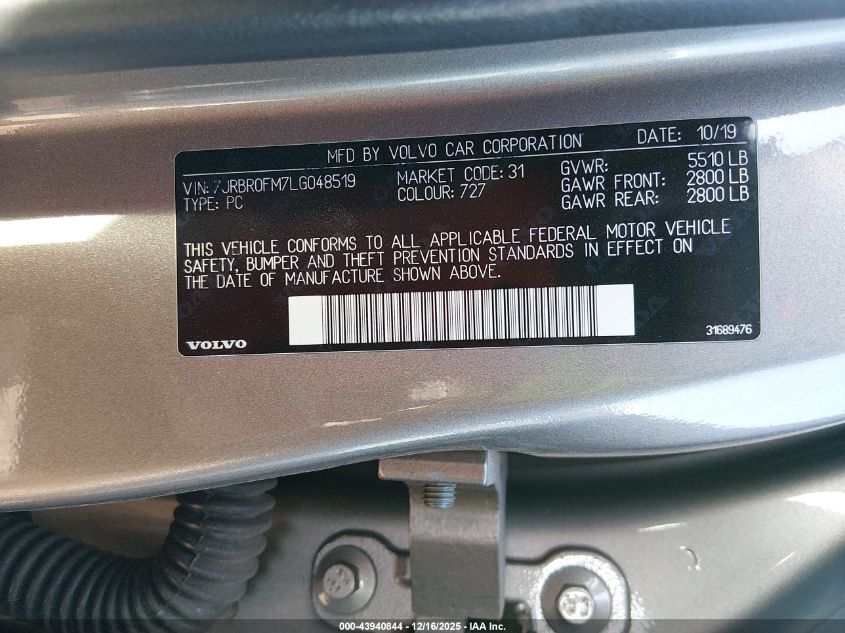 MFD BY VOLVO CAR CORPORATION DATE: 10/19
VIN: 7JRBR0FM7LG048519 MARKET CODE: 31 GVWR: 5510 LB
TYPE: PC COLOUR: 727 GAWR FRONT: 2800 LB
GAWR REAR: 2800 LB
THIS VEHICLE CONFORMS TO ALL APPLICABLE FEDERAL MOTOR VEHICLE
SAFETY, BUMPER AND THEFT PREVENTION STANDARDS IN EFFECT ON
THE DATE OF MANUFACTURE SHOWN ABOVE.
VOLVO 31689476
000-43940844 - 12/16/2025 - IAA Inc.